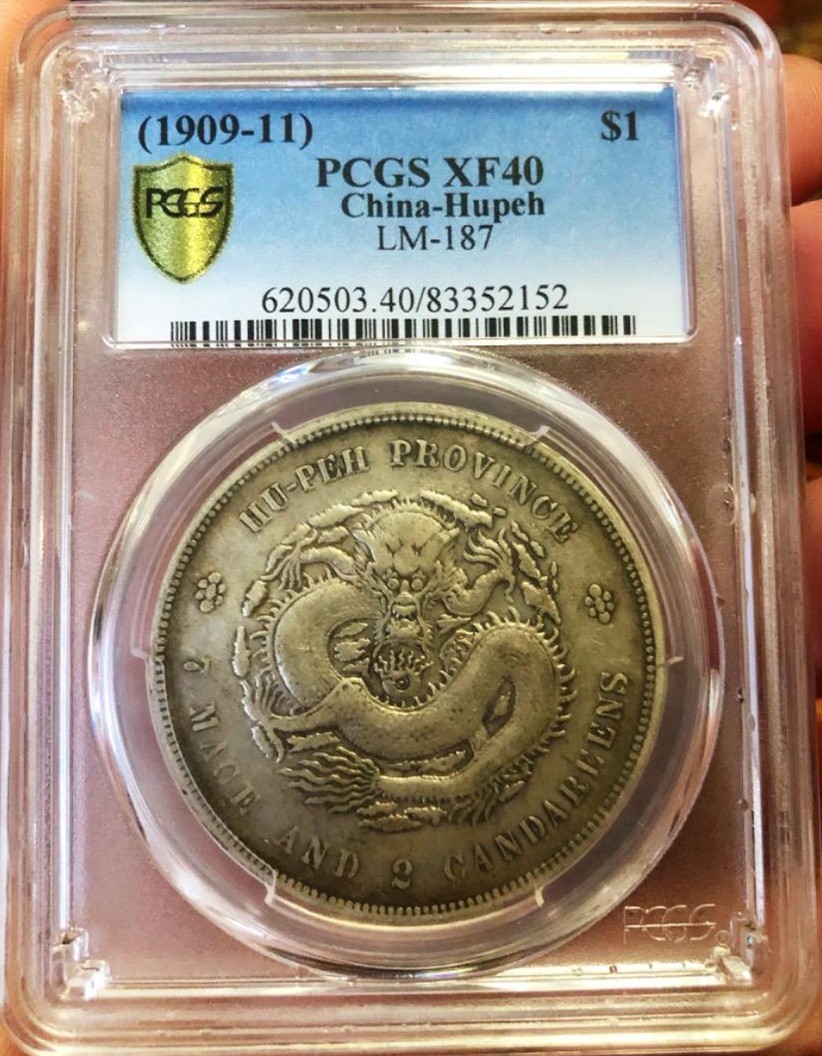 (1909-11) $1
PCGS XF40
PCGS
China-Hupeh
LM-187
620503.40/83352152
HU-PEH PROVINCE
7 MACE AND 2 CANDAREENS
PCGS